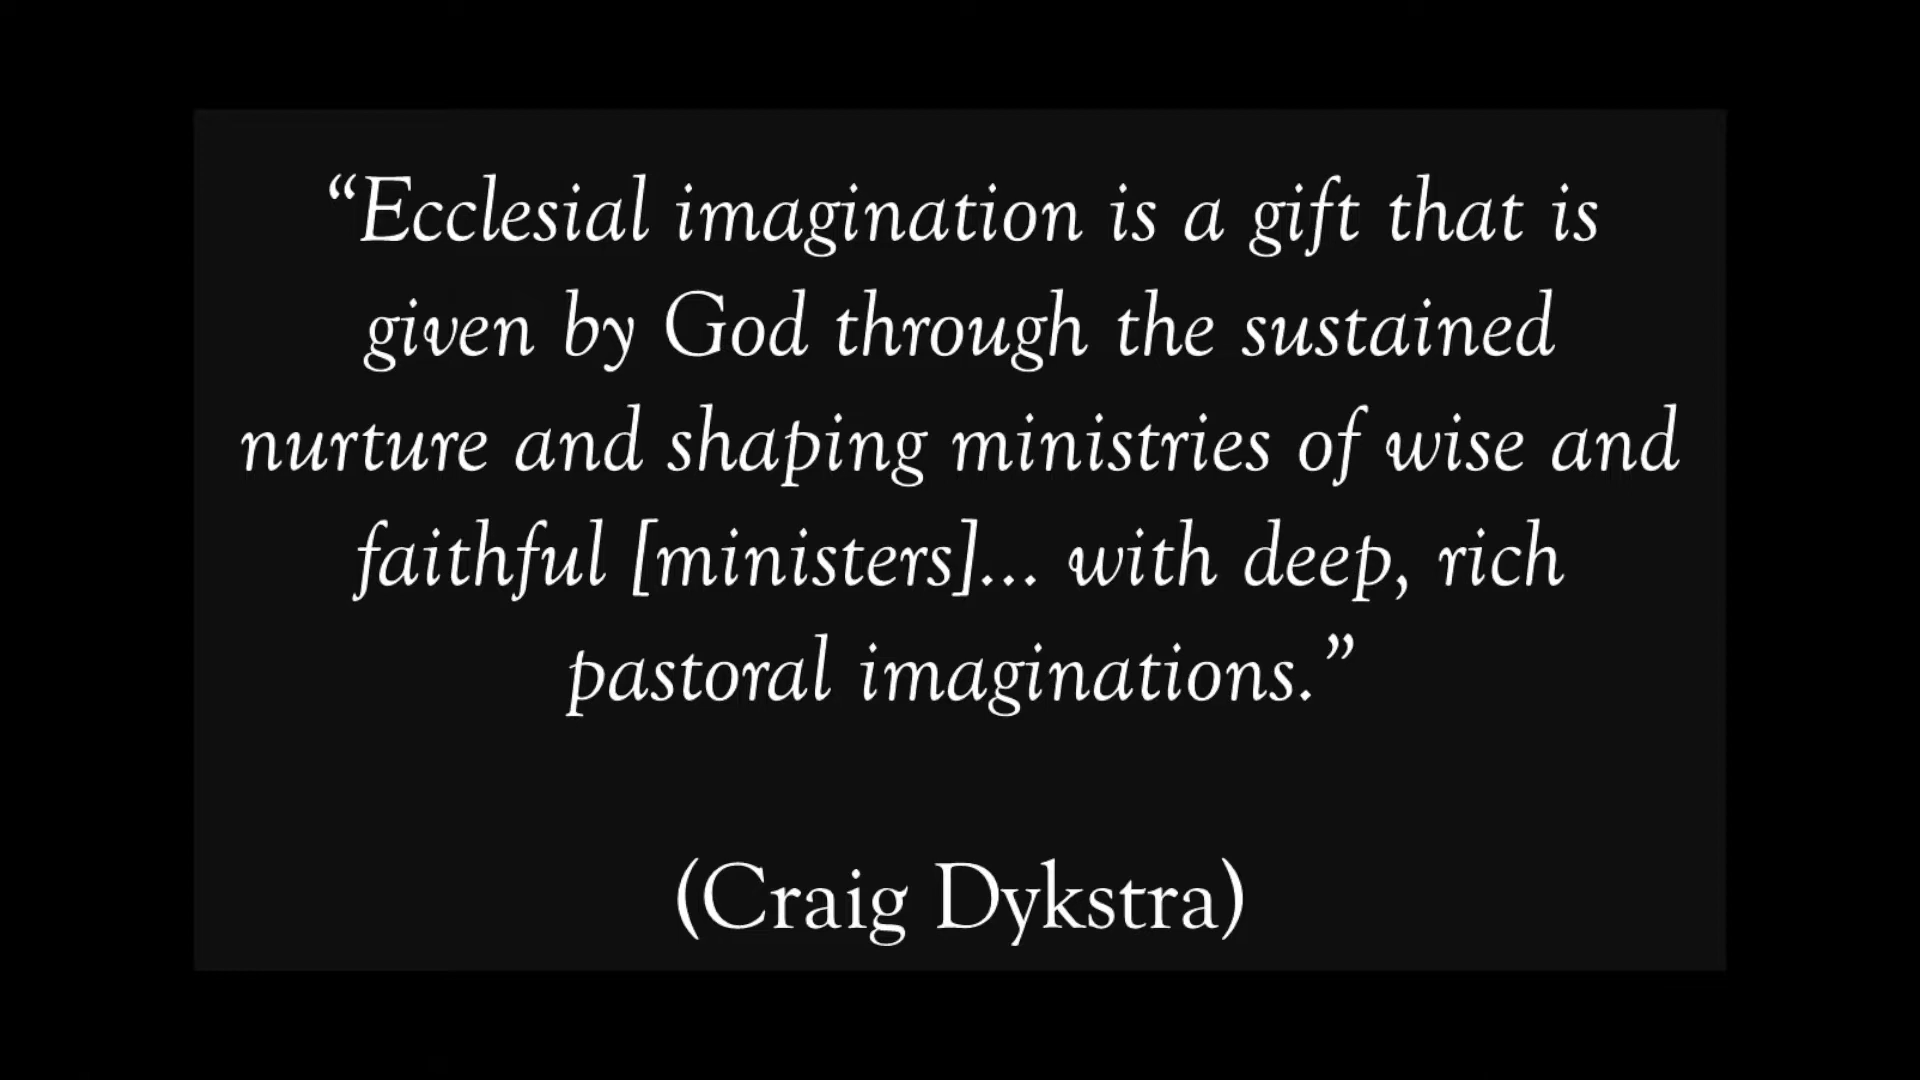 “Ecclesial imagination is a gift that is
given by God through the sustained
nurture and shaping ministries of wise and
faithful [ministers]... with deep, rich
pastoral imaginations.”
(Craig Dykstra)